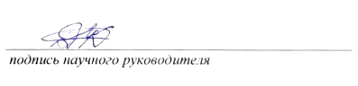 подпись научного руководителя